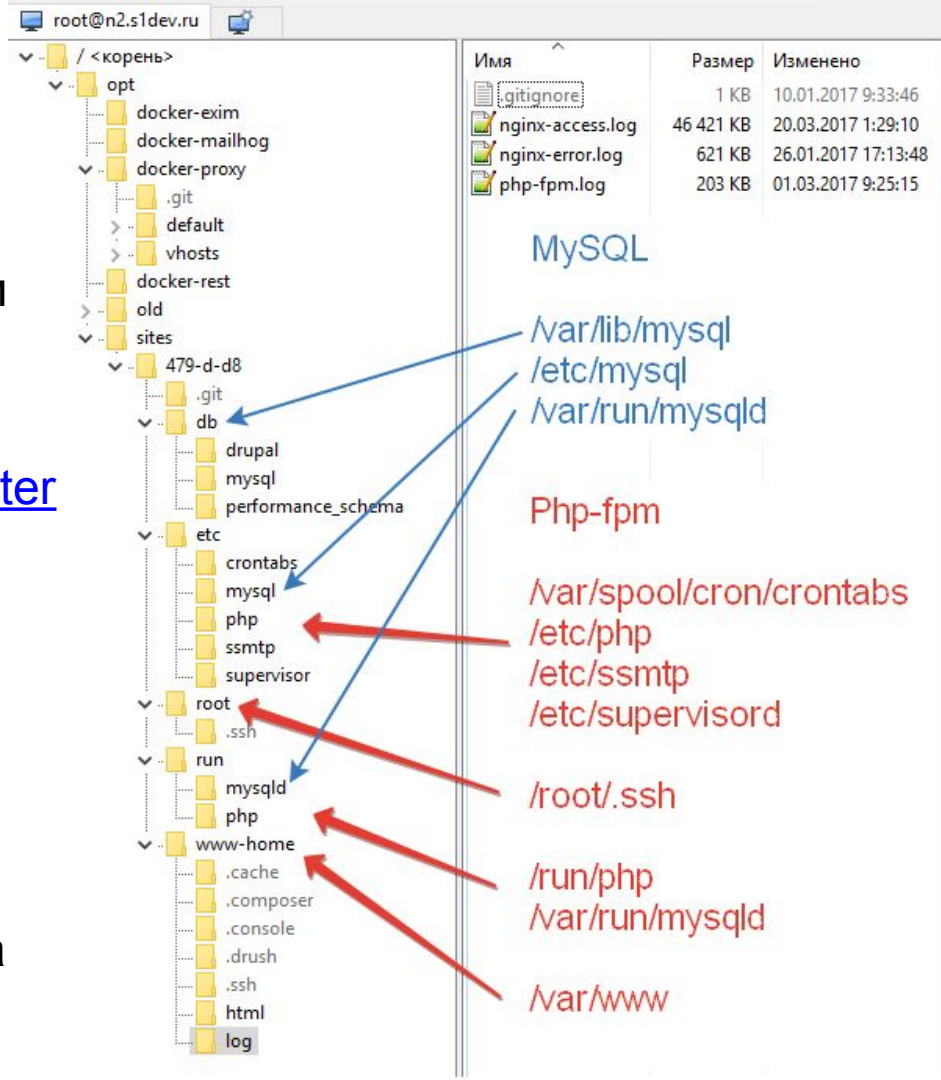 root@n2.s1dev.ru
/ <корень>
opt
docker-exim
docker-mailhog
docker-proxy
.git
default
vhosts
docker-rest
old
sites
479-d-d8
.git
db
drupal
mysql
performance_schema
etc
crontabs
mysql
php
ssmtp
supervisor
root
.ssh
run
mysqld
php
www-home
.cache
.composer
.console
.drush
.ssh
html
log
ter
а
Имя Размер Изменено
.gitignore 1 KB 10.01.2017 9:33:46
nginx-access.log 46 421 KB 20.03.2017 1:29:10
nginx-error.log 621 KB 26.01.2017 17:13:48
php-fpm.log 203 KB 01.03.2017 9:25:15
MySQL
/var/lib/mysql
/etc/mysql
/var/run/mysqld
Php-fpm
/var/spool/cron/crontabs
/etc/php
/etc/ssmtp
/etc/supervisord
/root/.ssh
/run/php
/var/run/mysqld
/var/www